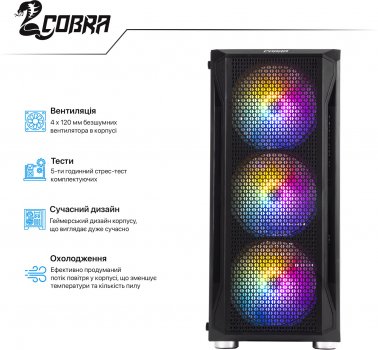 COBRA
COBRA
Вентиляція
4 х 120 мм безшумних
вентилятора в корпусі
Тести
5-ти годинний стрес-тест
комплектуючих
Сучасний дизайн
Геймерський дизайн корпусу,
що виглядає дуже сучасно
Охолодження
Ефективно продуманий
потік повітря у корпусі, що зменшує
температури та кількість пилу